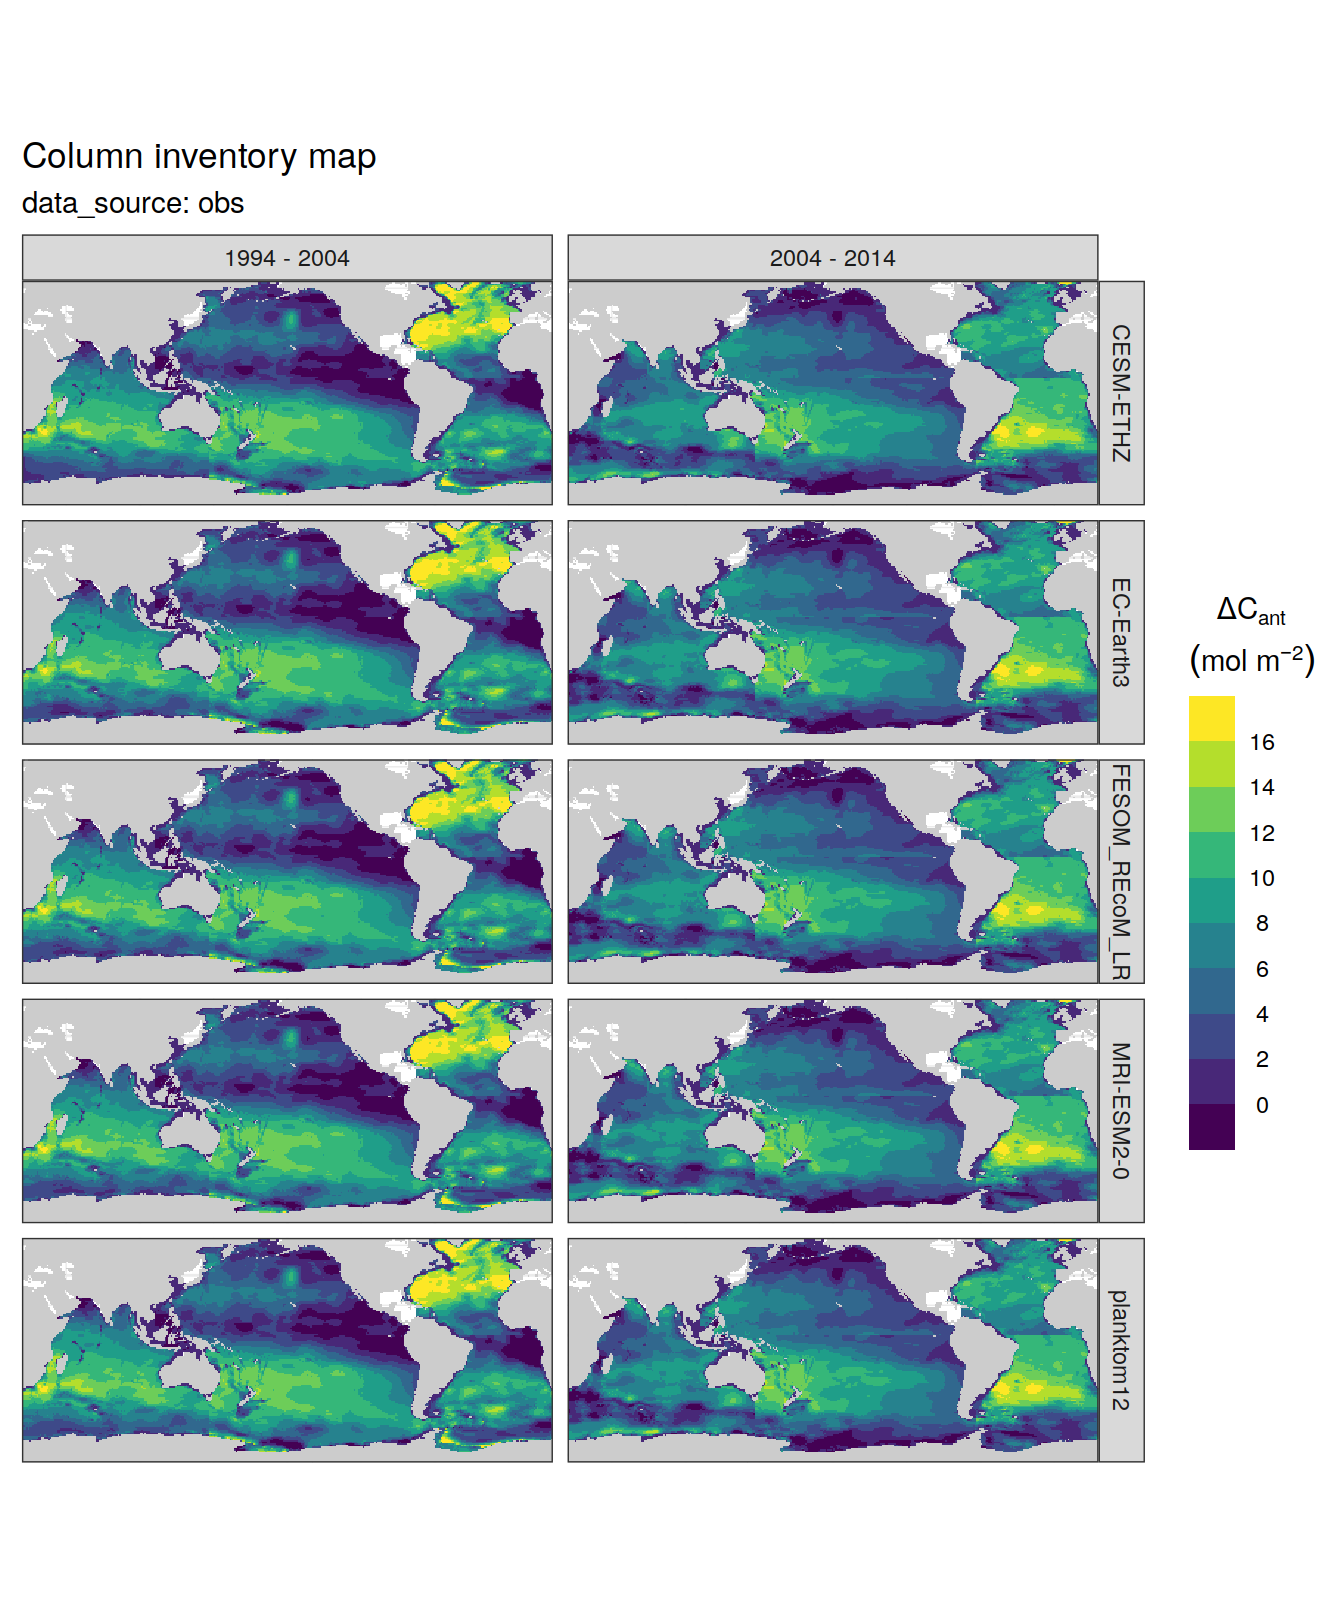 Column inventory map
data_source: obs
1994 - 2004
2004 - 2014
CESM-ETHZ
EC-Earth3
FESOM_REcoM_LR
MRI-ESM2-0
planktom12
ΔC_ant
(mol m⁻²)
16
14
12
10
8
6
4
2
0